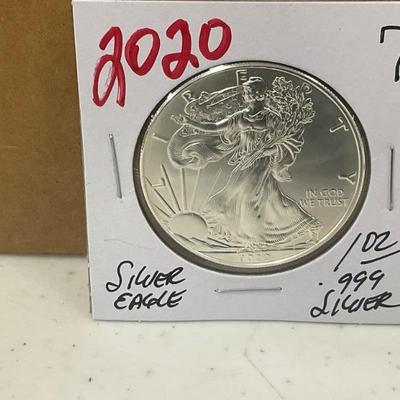 2020
7
LIBERTY
IN GOD
WE TRUST
SILVER
EAGLE
1 OZ
.999
SILVER